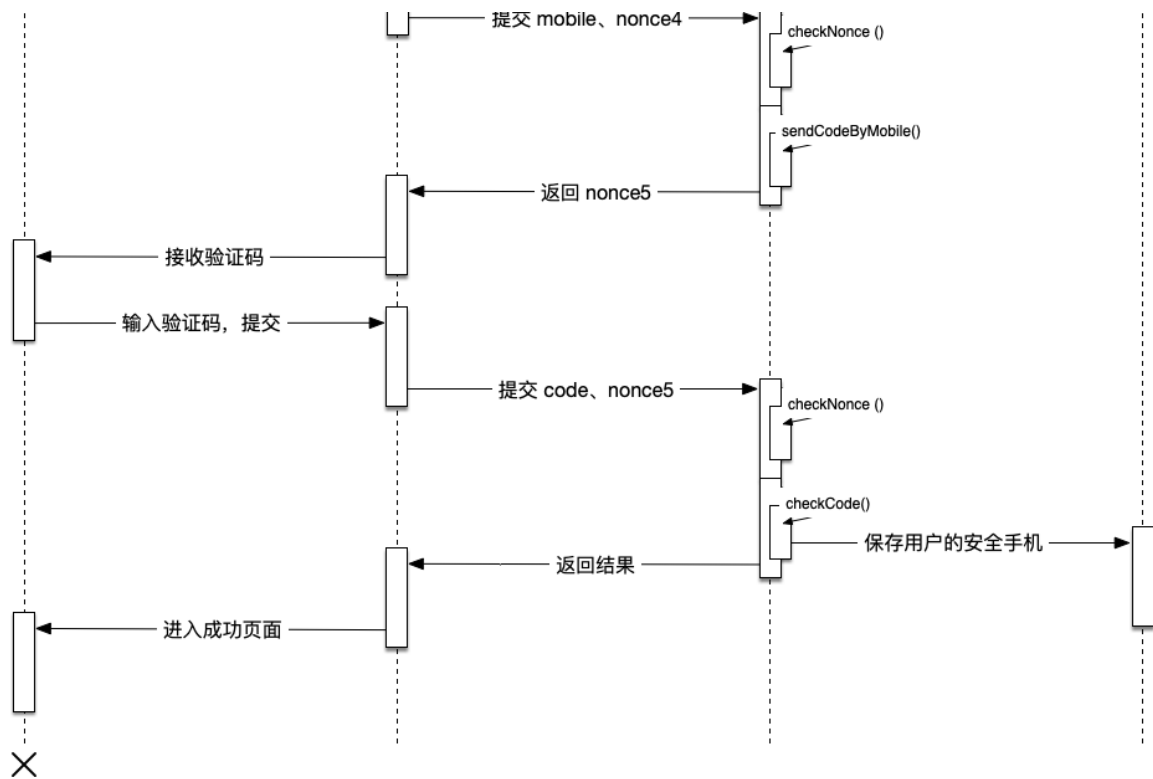 提交 mobile、nonce4
checkNonce ()
sendCodeByMobile()
返回 nonce5
接收验证码
输入验证码，提交
提交 code、nonce5
checkNonce ()
checkCode()
保存用户的安全手机
返回结果
进入成功页面